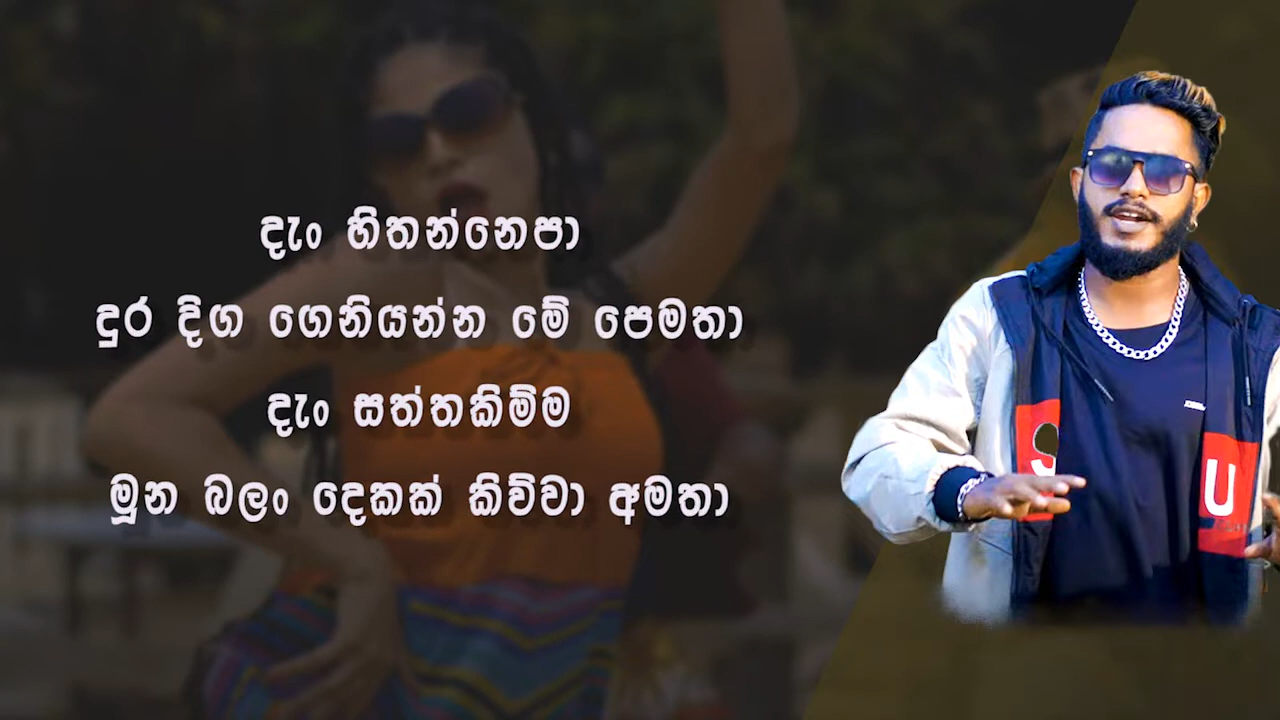 දැං හිතන්නෙපා
දුර දිග ගෙනියන්න මේ පෙමතා
දැං සත්තකිම්ම
මූන බලං දෙකක් කිව්වා අමතා
S U